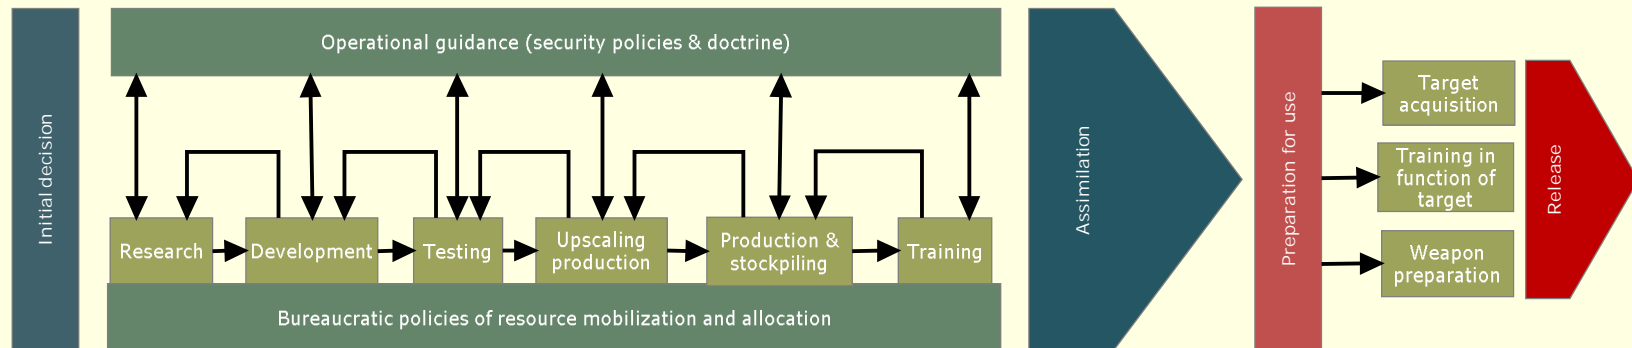 Initial decision
Operational guidance (security policies & doctrine)
Research
Development
Testing
Upscaling
production
Production &
stockpiling
Training
Bureaucratic policies of resource mobilization and allocation
Assimilation
Preparation for use
Target
acquisition
Training in
function of
target
Weapon
preparation
Release